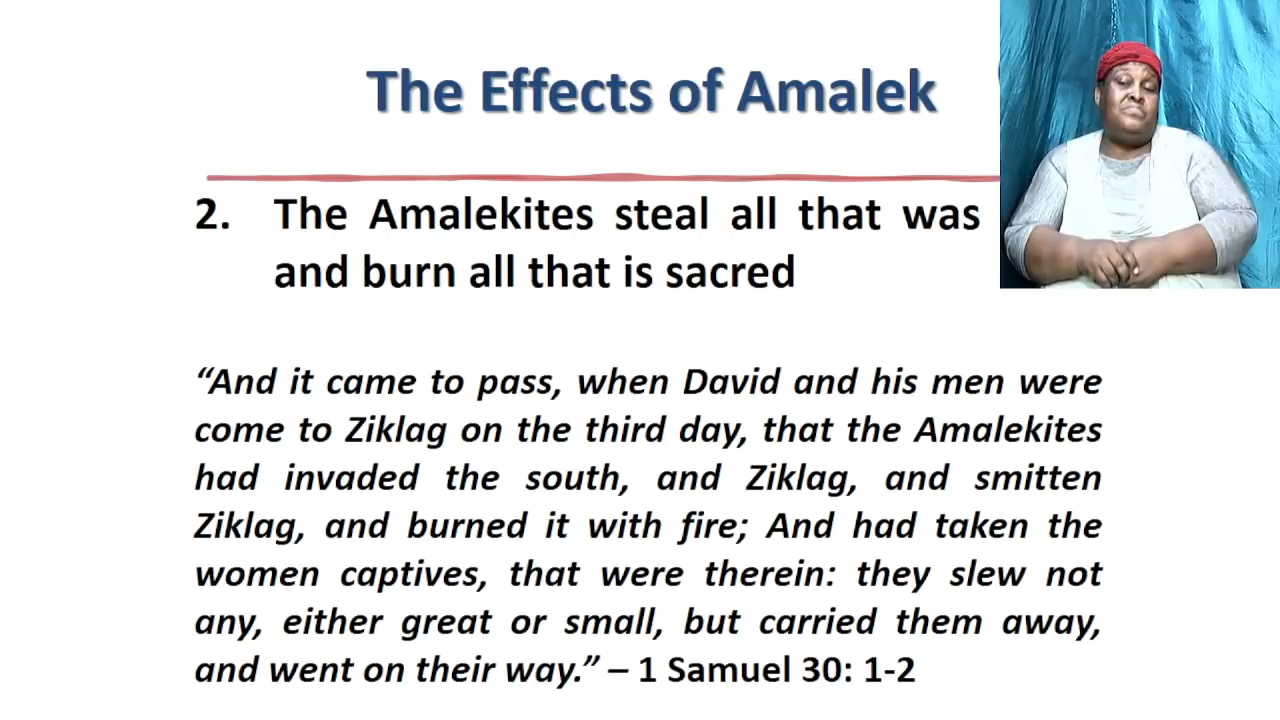 The Effects of Amalek
2. The Amalekites steal all that was
and burn all that is sacred
“And it came to pass, when David and his men were
come to Ziklag on the third day, that the Amalekites
had invaded the south, and Ziklag, and smitten
Ziklag, and burned it with fire; And had taken the
women captives, that were therein: they slew not
any, either great or small, but carried them away,
and went on their way.” – 1 Samuel 30: 1-2